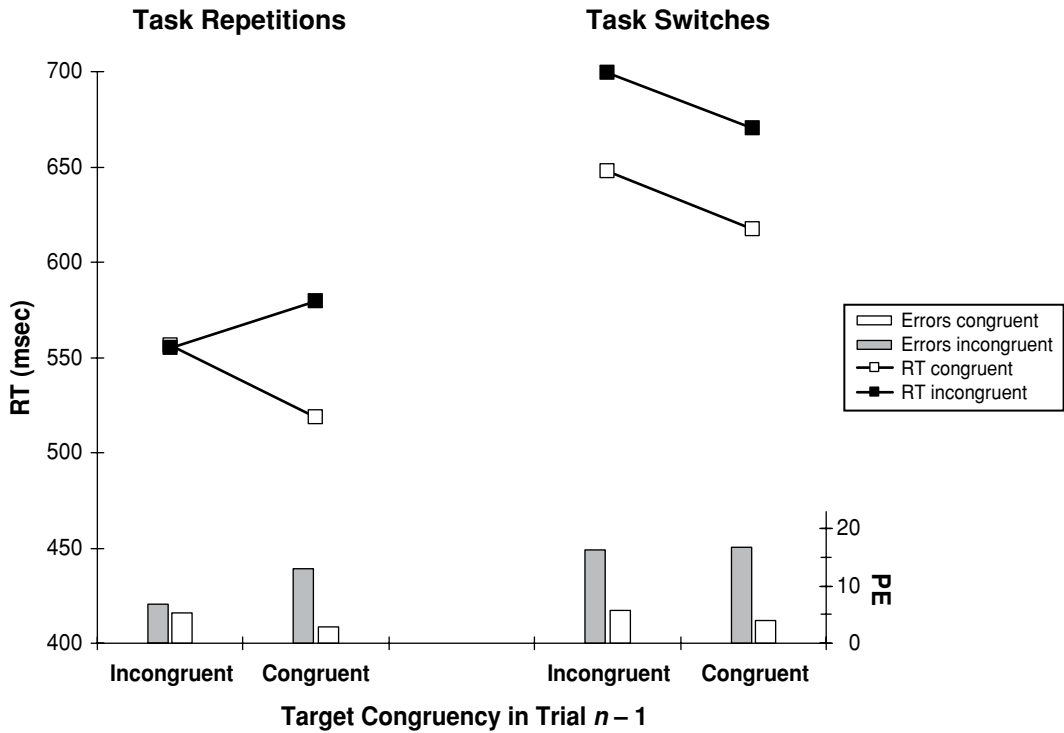 Task Repetitions
Task Switches
700
650
600
550
500
450
400
RT (msec)
Errors congruent
Errors incongruent
RT congruent
RT incongruent
20
10
0
PE
Incongruent
Congruent
Incongruent
Congruent
Target Congruency in Trial n – 1